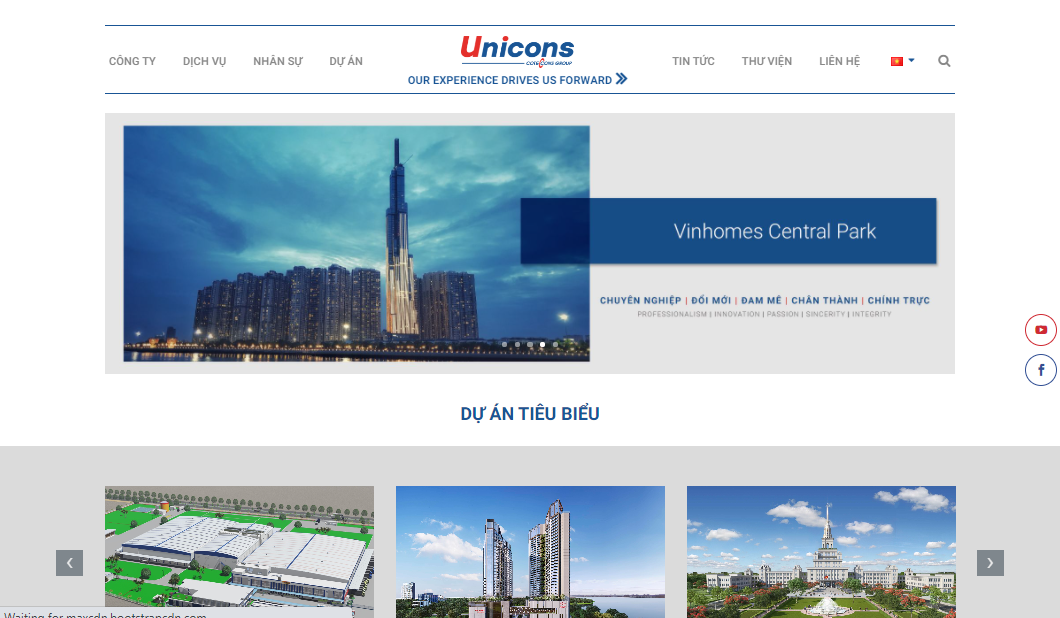 CÔNG TY DỊCH VỤ NHÂN SỰ DỰ ÁN
Unicons
COTECCONS GROUP
OUR EXPERIENCE DRIVES US FORWARD
TIN TỨC THƯ VIỆN LIÊN HỆ
Vinhomes Central Park
CHUYÊN NGHIỆP | ĐỔI MỚI | ĐAM MÊ | CHÂN THÀNH | CHÍNH TRỰC
PROFESSIONALISM | INNOVATION | PASSION | SINCERITY | INTEGRITY
DỰ ÁN TIÊU BIỂU
Waiting for maxcdn.bootstrapcdn.com